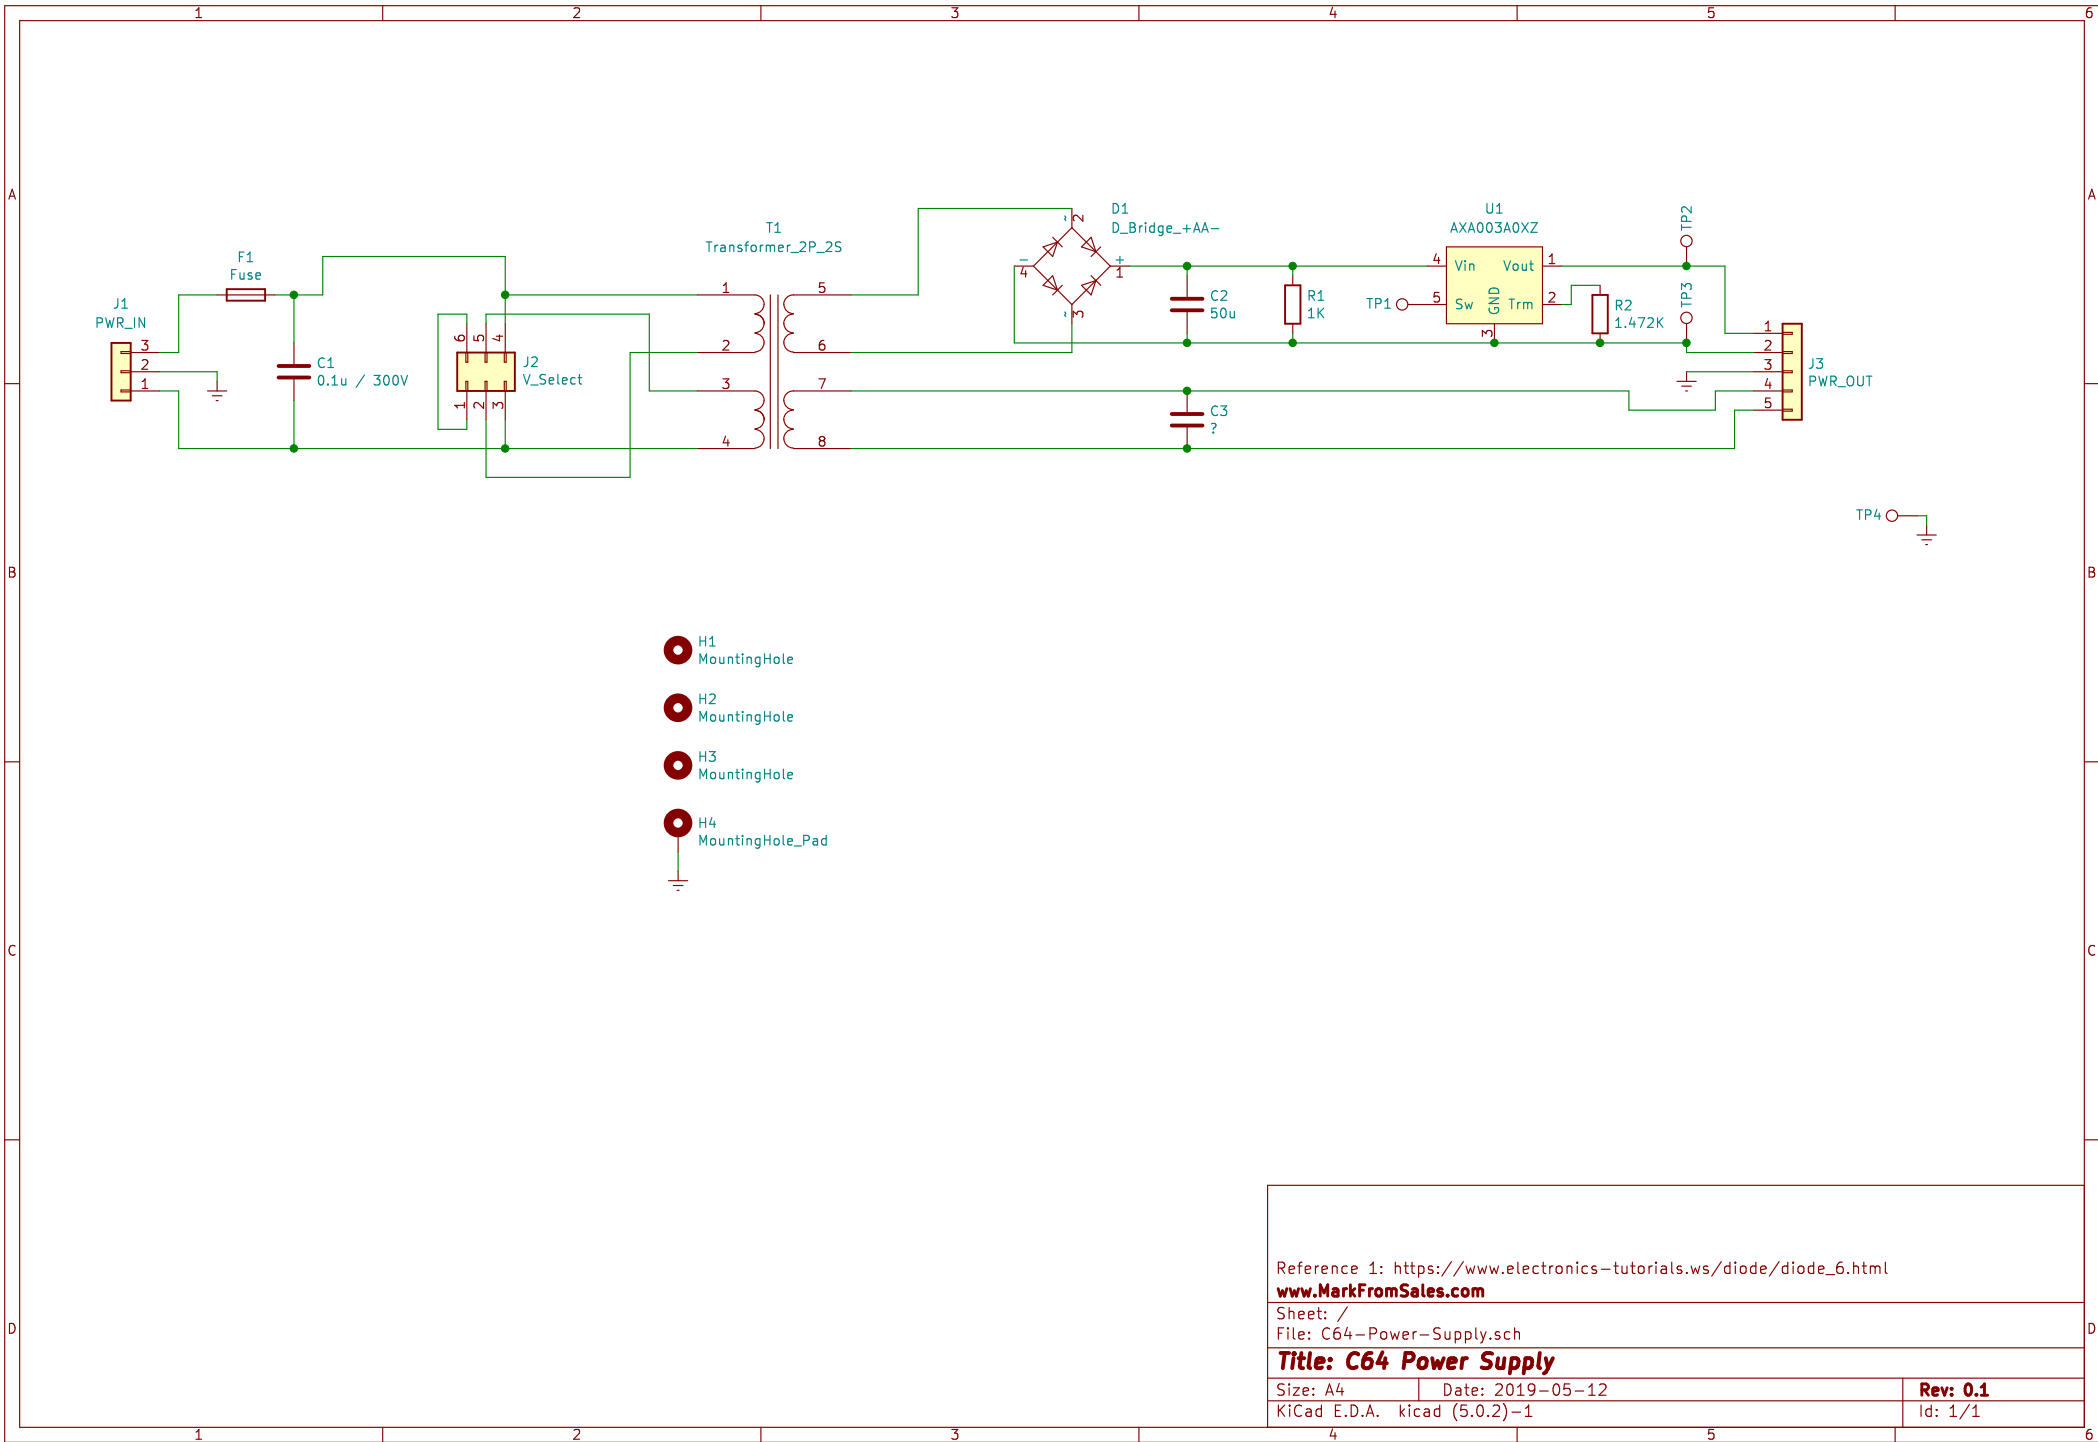 1 2 3 4 5 6
A A
B B
C C
D D
J1
PWR_IN
3
2
1
F1
Fuse
C1
0.1u / 300V
6 5 4
1 2 3
J2
V_Select
T1
Transformer_2P_2S
1 5
2 6
3 7
4 8
D1
D_Bridge_+AA-
~ 2
- 4
+ 1
~ 3
C2
50u
R1
1K
C3
?
U1
AXA003A0XZ
4 Vin Vout 1
5 Sw GND Trm 2
3
TP1
R2
1.472K
TP2
TP3
1
2
3
4
5
J3
PWR_OUT
TP4
H1
MountingHole
H2
MountingHole
H3
MountingHole
H4
MountingHole_Pad
Reference 1: https://www.electronics-tutorials.ws/diode/diode_6.html
www.MarkFromSales.com
Sheet: /
File: C64-Power-Supply.sch
Title: C64 Power Supply
Size: A4 Date: 2019-05-12 Rev: 0.1
KiCad E.D.A. kicad (5.0.2)-1 Id: 1/1
1 2 3 4 5 6